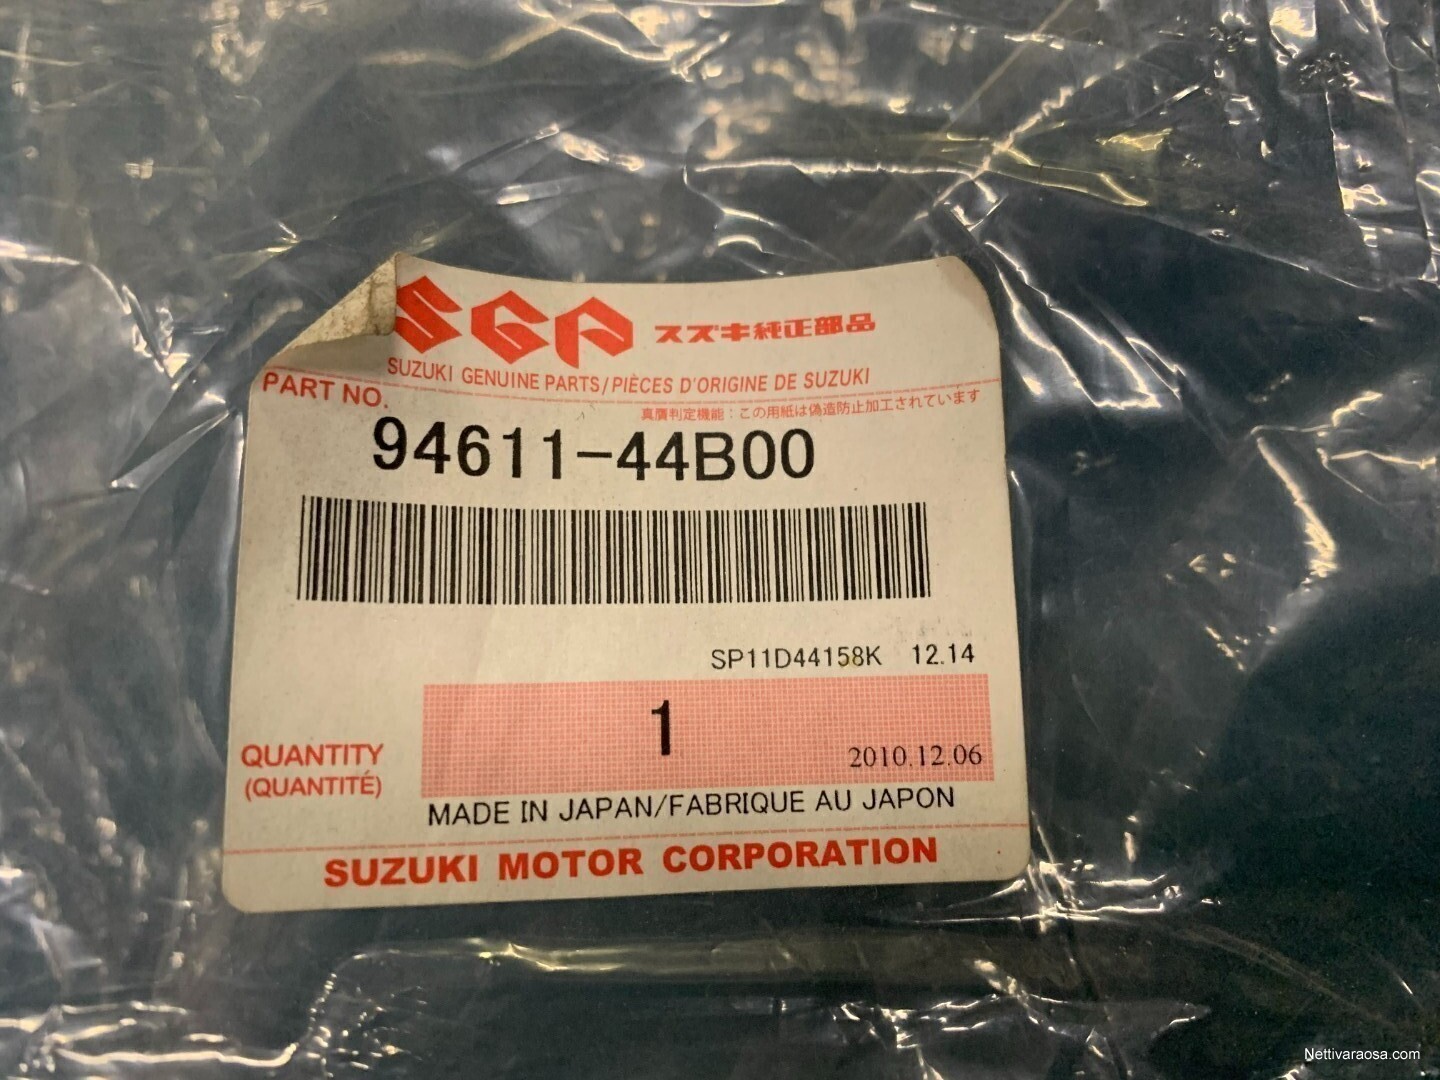 SGP スズキ純正部品
SUZUKI GENUINE PARTS/PIÈCES D'ORIGINE DE SUZUKI
PART NO.
真贋判定機能：この用紙は偽造防止加工されています
94611-44B00
SP11D44158K 12.14
1
2010.12.06
QUANTITY
(QUANTITÉ)
MADE IN JAPAN/FABRIQUE AU JAPON
SUZUKI MOTOR CORPORATION
Nettivaraosa.com